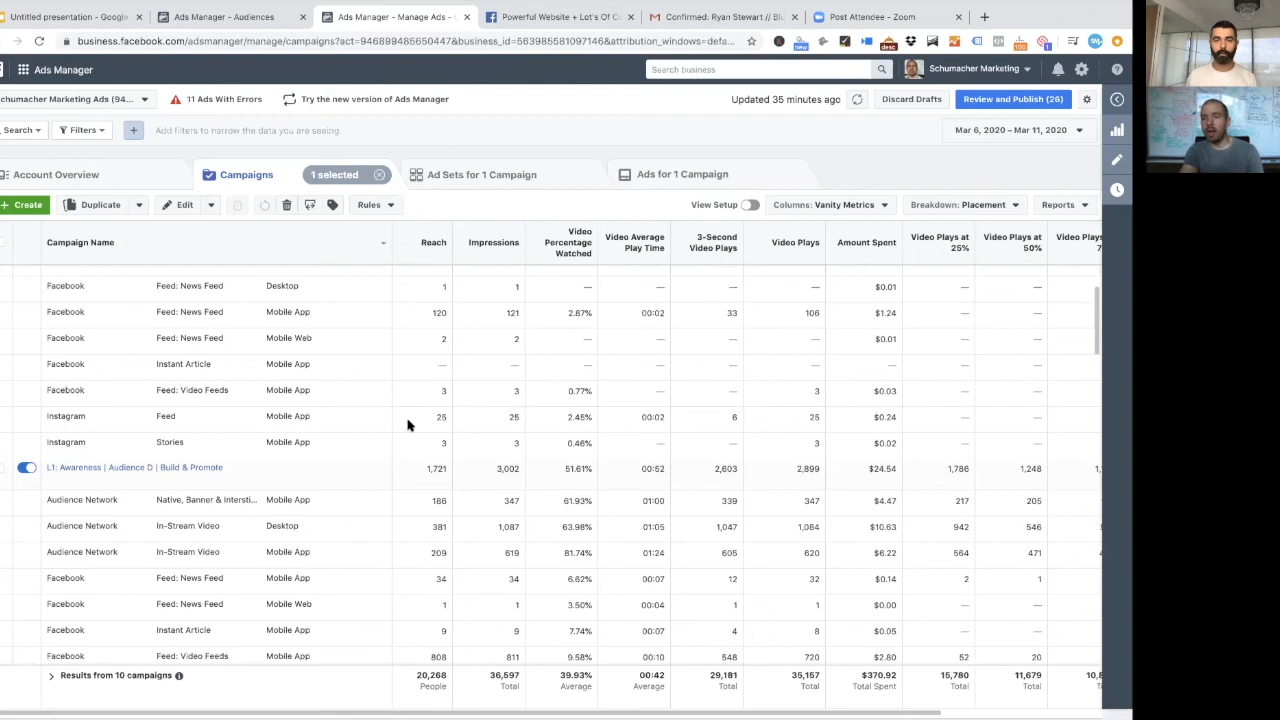 Untitled presentation - Google
Ads Manager - Audiences
Ads Manager - Manage Ads - C
Powerful Website + Lot's Of C
Confirmed: Ryan Stewart // Bl
Post Attendee - Zoom
business.facebook.com/adsmanager/manage/campaigns?act=946899485650447&business_id=563985581097146&attribution_windows=defa...
Ads Manager
Search business
Schumacher Marketing
chumacher Marketing Ads (94...
11 Ads With Errors
Try the new version of Ads Manager
Updated 35 minutes ago
Discard Drafts
Review and Publish (26)
Search
Filters
Add filters to narrow the data you are seeing.
Mar 6, 2020 – Mar 11, 2020
Account Overview
Campaigns
1 selected
Ad Sets for 1 Campaign
Ads for 1 Campaign
+ Create
Duplicate
Edit
Rules
View Setup
Columns: Vanity Metrics
Breakdown: Placement
Reports
Campaign Name Reach Impressions Video Percentage Watched Video Average Play Time 3-Second Video Plays Video Plays Amount Spent Video Plays at 25% Video Plays at 50% Video Plays
Facebook Feed: News Feed Desktop 1 1 — — — — $0.01 — —
Facebook Feed: News Feed Mobile App 120 121 2.87% 00:02 33 106 $1.24 — —
Facebook Feed: News Feed Mobile Web 2 2 — — — — $0.01 — —
Facebook Instant Article Mobile App — — — — — — — — —
Facebook Feed: Video Feeds Mobile App 3 3 0.77% — — 3 $0.03 — —
Instagram Feed Mobile App 25 25 2.45% 00:02 6 25 $0.24 — —
Instagram Stories Mobile App 3 3 0.46% — — 3 $0.02 — —
L1: Awareness | Audience D | Build & Promote 1,721 3,002 51.61% 00:52 2,603 2,899 $24.54 1,786 1,248 1,
Audience Network Native, Banner & Intersti... Mobile App 186 347 61.93% 01:00 339 347 $4.47 217 205
Audience Network In-Stream Video Desktop 381 1,087 63.98% 01:05 1,047 1,084 $10.63 942 546
Audience Network In-Stream Video Mobile App 209 619 81.74% 01:24 605 620 $6.22 564 471
Facebook Feed: News Feed Mobile App 34 34 6.62% 00:07 12 32 $0.14 2 1
Facebook Feed: News Feed Mobile Web 1 1 3.50% 00:04 1 1 $0.00 — —
Facebook Instant Article Mobile App 9 9 7.74% 00:07 4 8 $0.05 — —
Facebook Feed: Video Feeds Mobile App 808 811 9.58% 00:10 548 720 $2.80 52 20
Results from 10 campaigns 20,268 36,597 39.93% 00:42 29,181 35,157 $370.92 15,780 11,679 10,8
People Total Average Average Total Total Total Spent Total Total